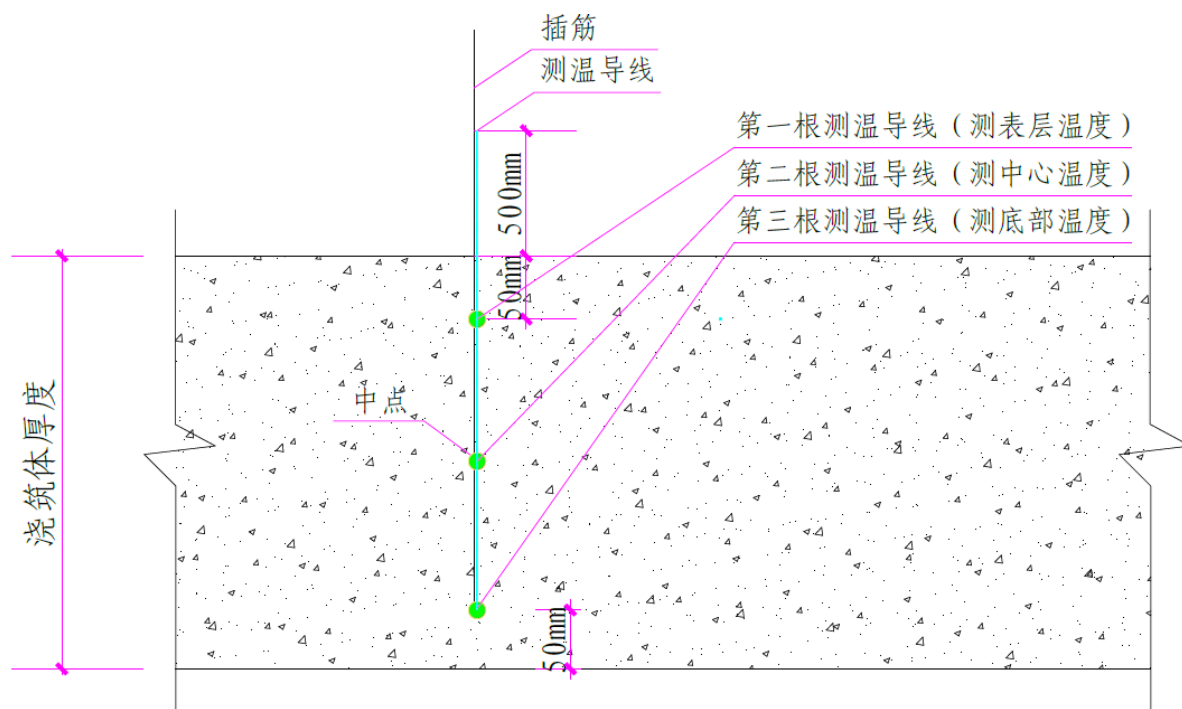 插筋
测温导线
第一根测温导线（测表层温度）
第二根测温导线（测中心温度）
第三根测温导线（测底部温度）
500mm
50mm
中点
浇筑体厚度
50mm